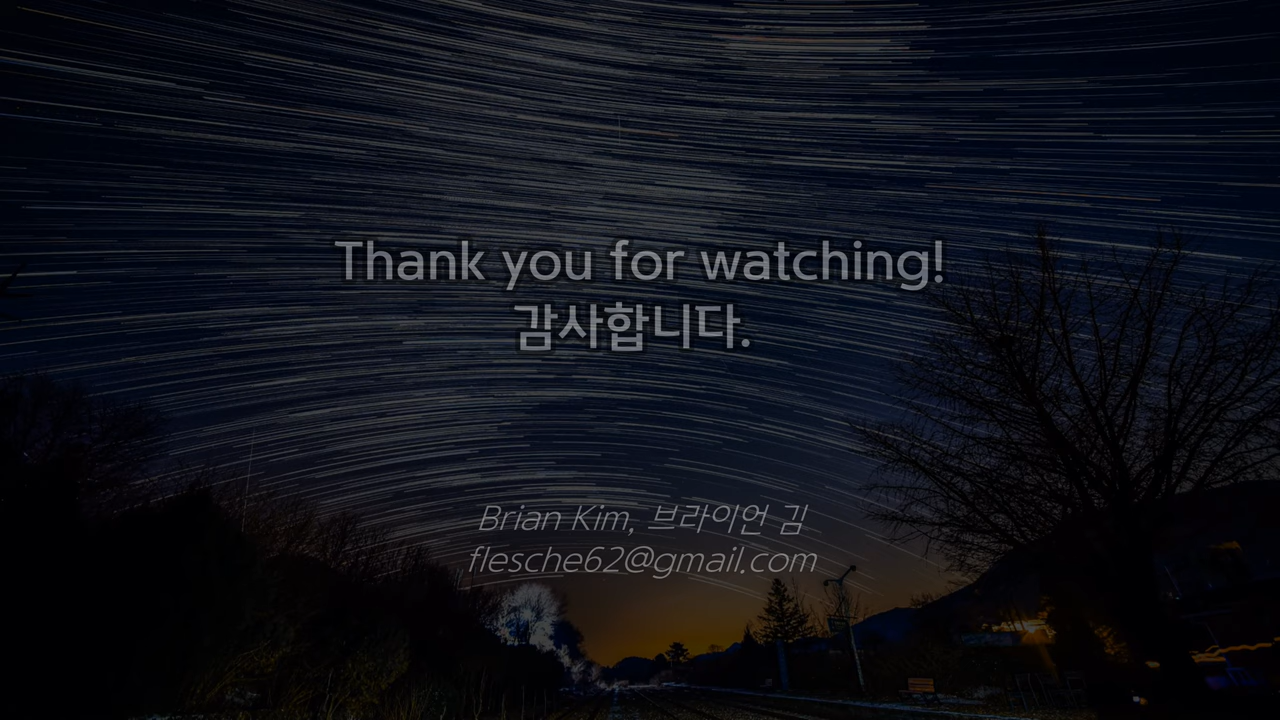 Thank you for watching!
감사합니다.
Brian Kim, 브라이언 김
flesche62@gmail.com